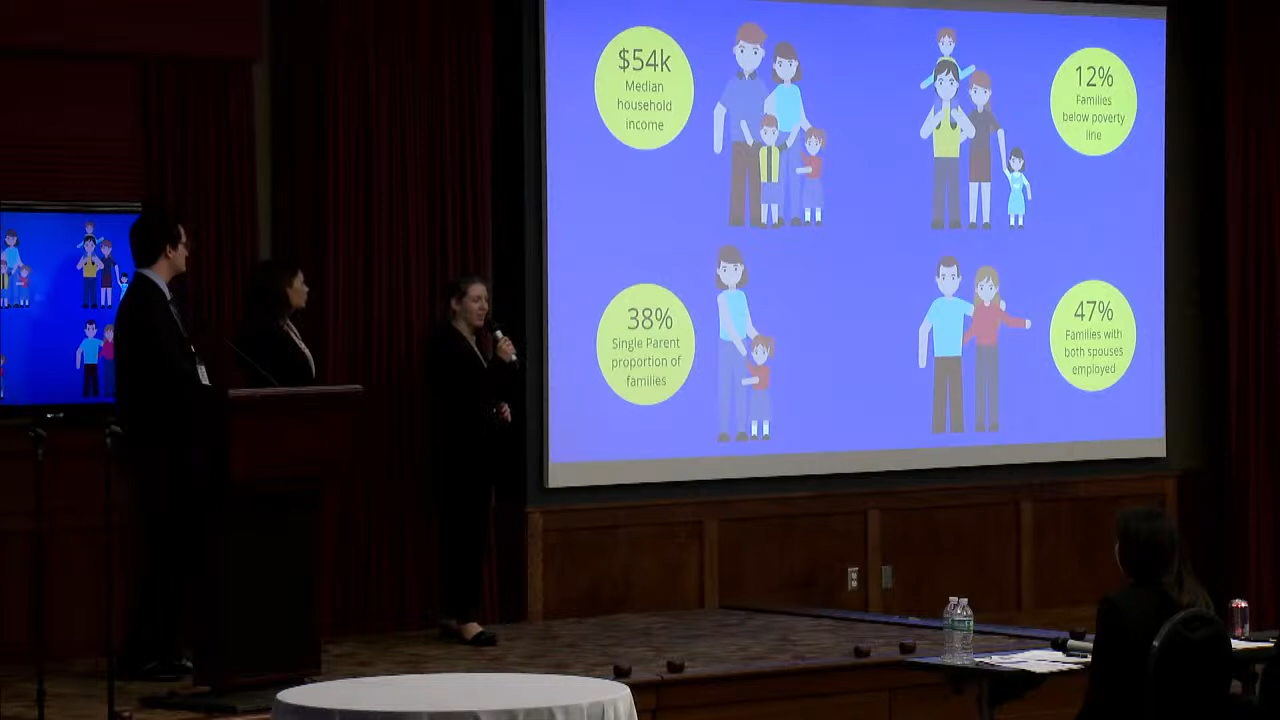 $54k
Median
household
income
12%
Families
below poverty
line
38%
Single Parent
proportion of
families
47%
Families with
both spouses
employed